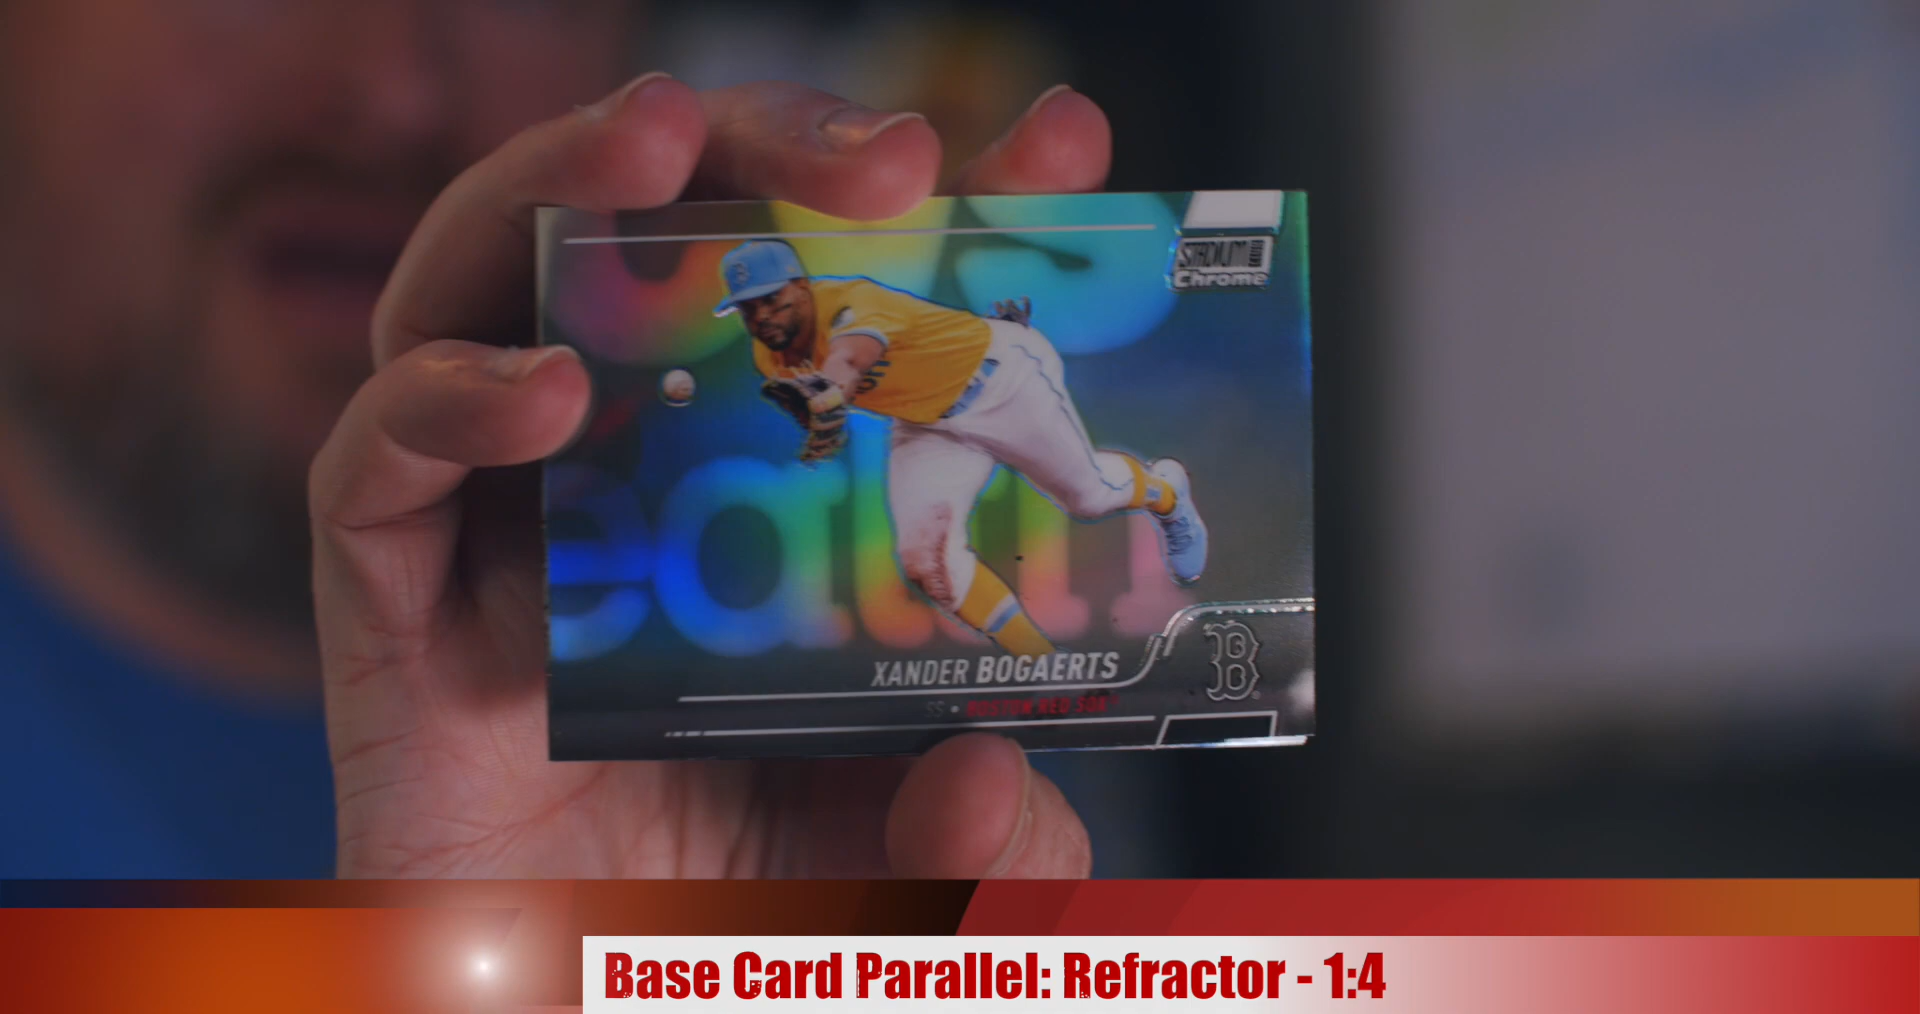 STADIUM CLUB
Chrome
B
XANDER BOGAERTS
SS • BOSTON RED SOX
Base Card Parallel: Refractor - 1:4